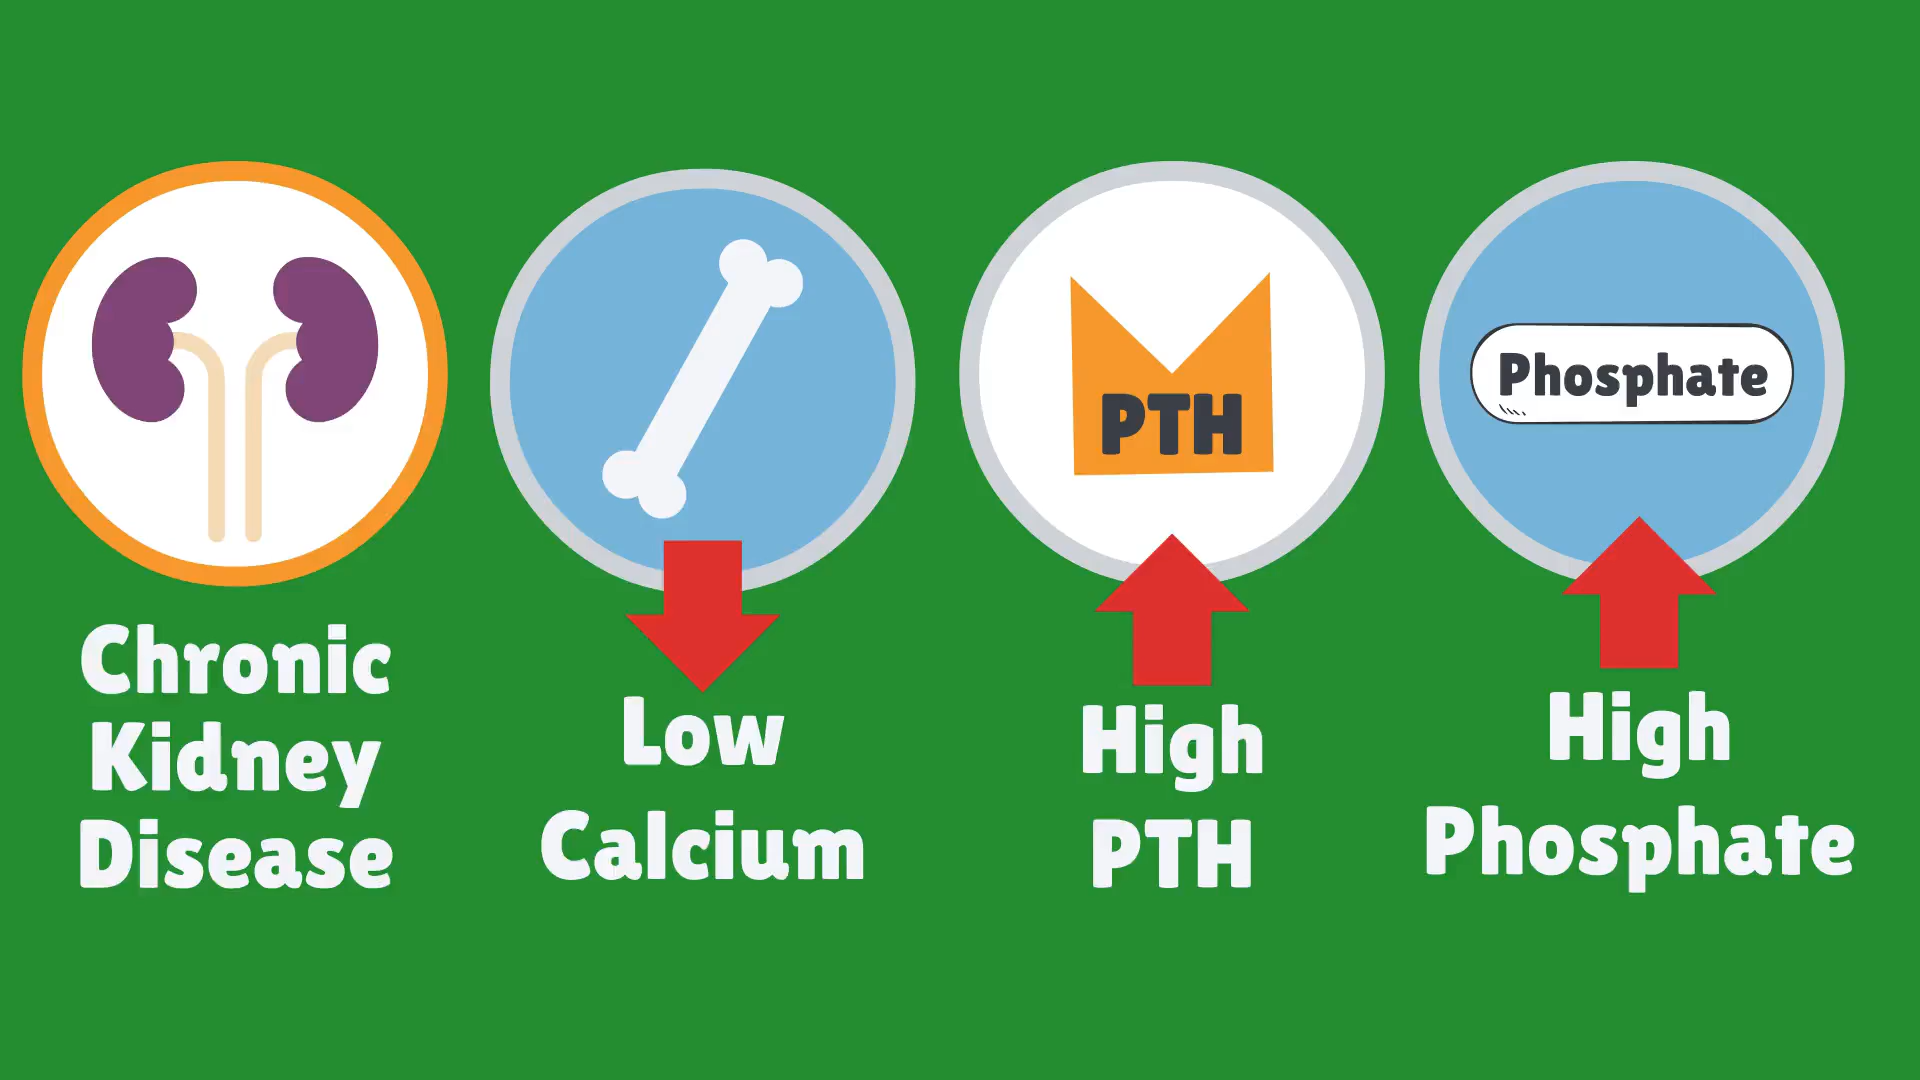 PTH
Phosphate
Chronic
Kidney
Disease
Low
Calcium
High
PTH
High
Phosphate